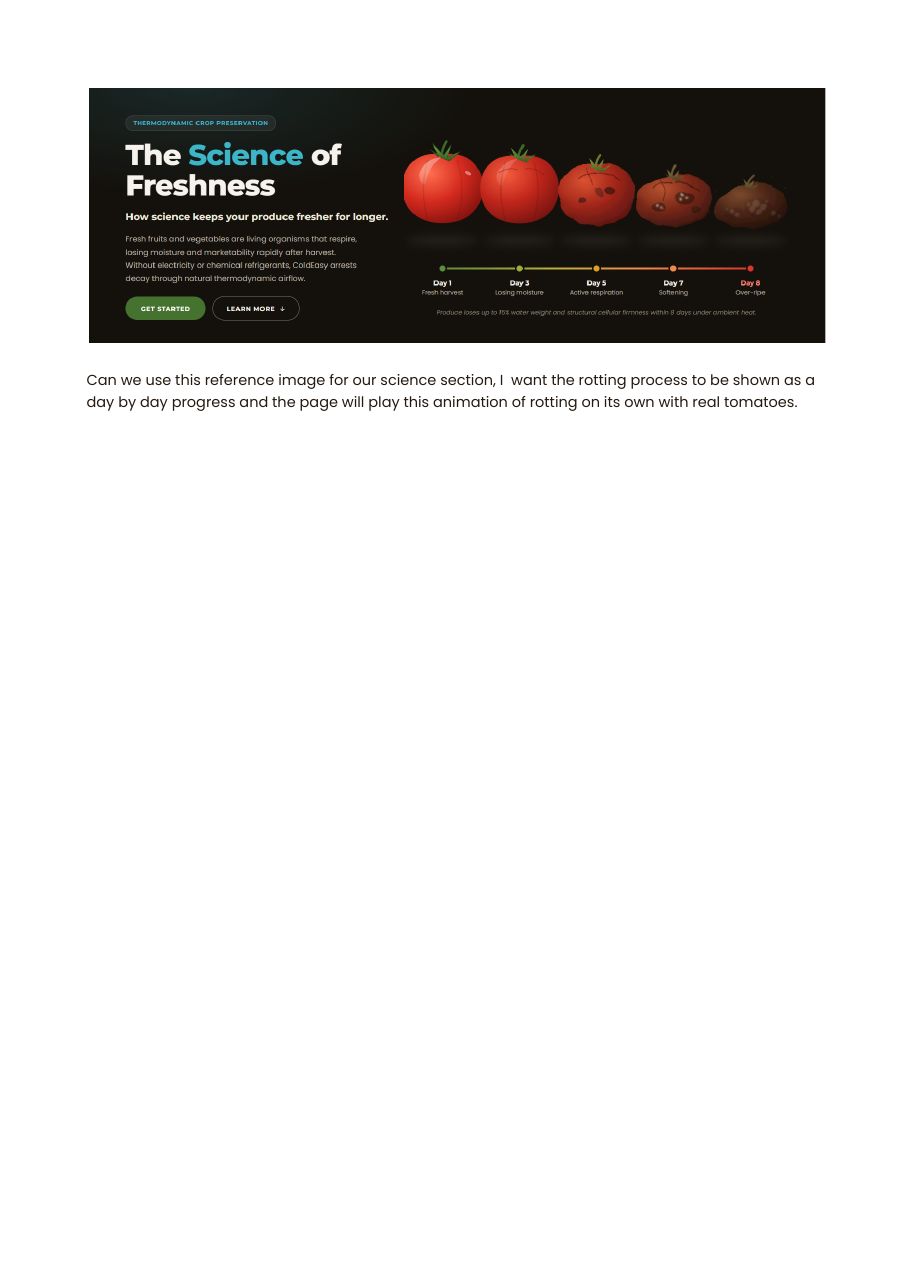 THERMODYNAMIC CROP PRESERVATION
The Science of
Freshness
How science keeps your produce fresher for longer.
Fresh fruits and vegetables are living organisms that respire,
losing moisture and marketability rapidly after harvest.
Without electricity or chemical refrigerants, ColdEasy arrests
decay through natural thermodynamic airflow.
GET STARTED
LEARN MORE ↓
Day 1
Fresh harvest
Day 3
Losing moisture
Day 5
Active respiration
Day 7
Softening
Day 8
Over-ripe
Produce loses up to 15% water weight and structural cellular firmness within 8 days under ambient heat.
Can we use this reference image for our science section, I  want the rotting process to be shown as a
day by day progress and the page will play this animation of rotting on its own with real tomatoes.